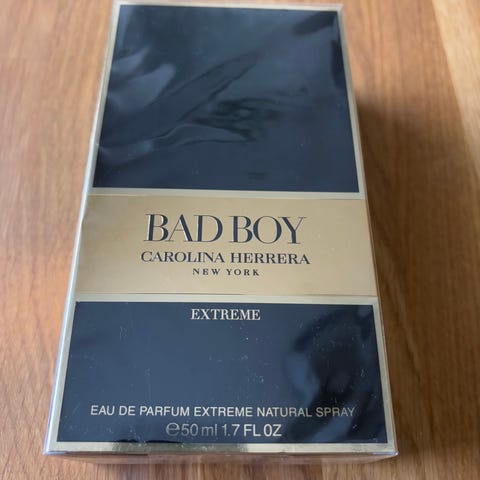 BAD BOY
CAROLINA HERRERA
NEW YORK
EXTREME
EAU DE PARFUM EXTREME NATURAL SPRAY
℮50 ml 1.7 FL OZ